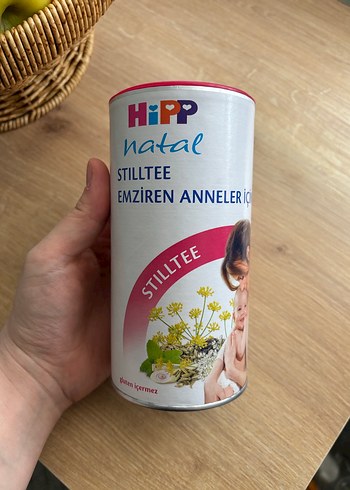 HiPP
natal
STILLTEE
EMZİREN ANNELER İÇ
STILLTEE
gluten içermez